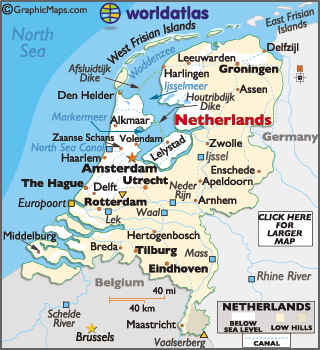 ©GraphicMaps.com
worldatlas
North
Sea
West Frisian Islands
East Frisian
Islands
Delfzijl
Leeuwarden
Groningen
Waddenzee
Afsluitdijk
Dike
Harlingen
Assen
Den Helder
Ijsselmeer
Houtribdijk
Dike
Markermeer
Alkmaar
Netherlands
Zaanse Schans
Volendam
Lelystad
Zwolle
Germany
North Sea Canal
Haarlem
Ijssel
Amsterdam
Enschede
The Hague
Utrecht
Apeldoorn
Delft
Neder
Rijn
Europoort
Rotterdam
Arnhem
Lek
Waal
CLICK HERE
FOR
LARGER
MAP
Middelburg
Hertogenbosch
Breda
Tilburg
Mass
Eindhoven
Rhine River
Belgium
40 mi
40 km
Schelde
River
Maastricht
Brussels
Vaalserberg
NETHERLANDS
BELOW
SEA LEVEL
LOW HILLS
CANAL